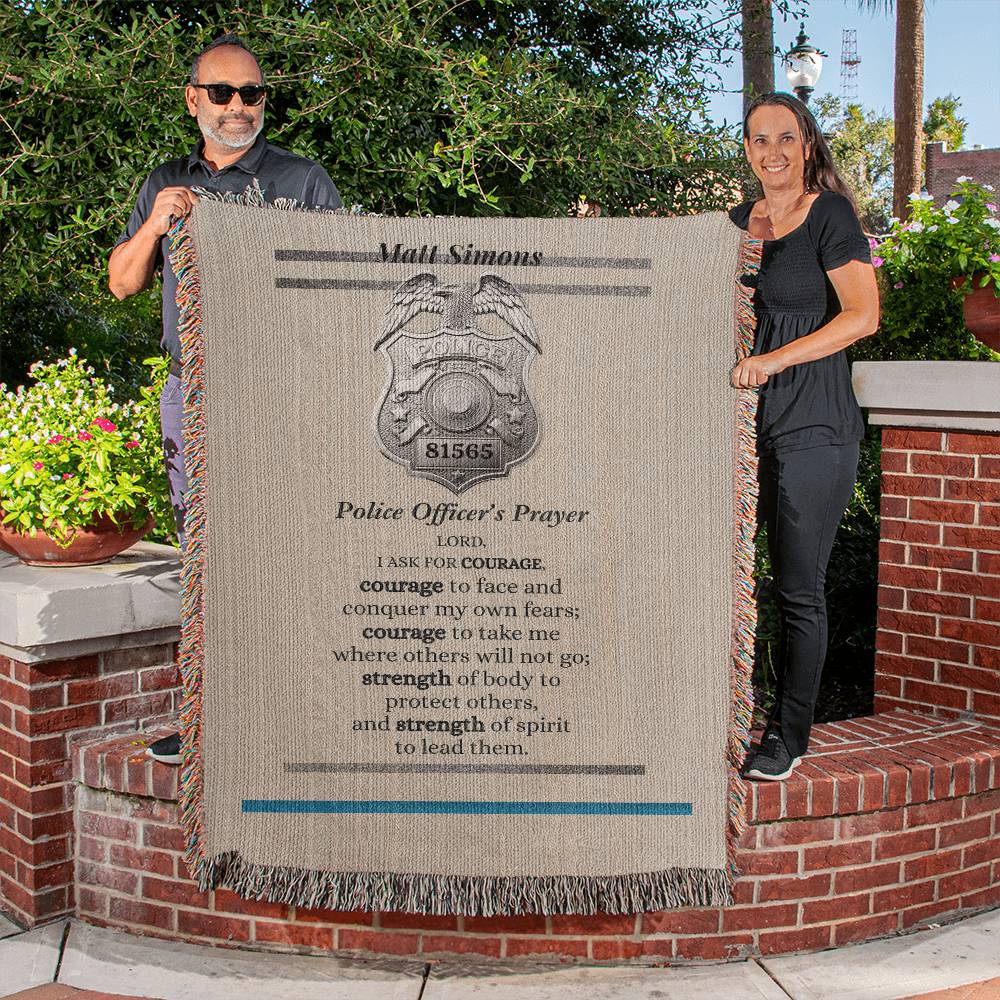 Matt Simons
POLICE
81565
Police Officer's Prayer
LORD,
I ASK FOR COURAGE,
courage to face and
conquer my own fears;
courage to take me
where others will not go;
strength of body to
protect others,
and strength of spirit
to lead them.